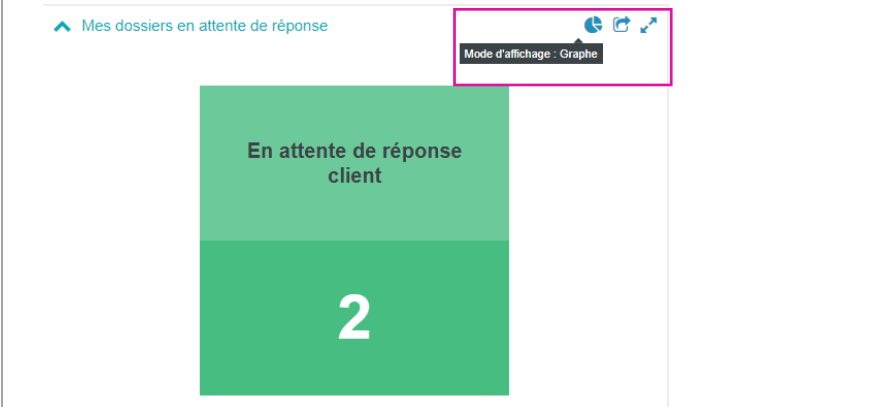 Mes dossiers en attente de réponse
Mode d'affichage : Graphe
En attente de réponse
client
2